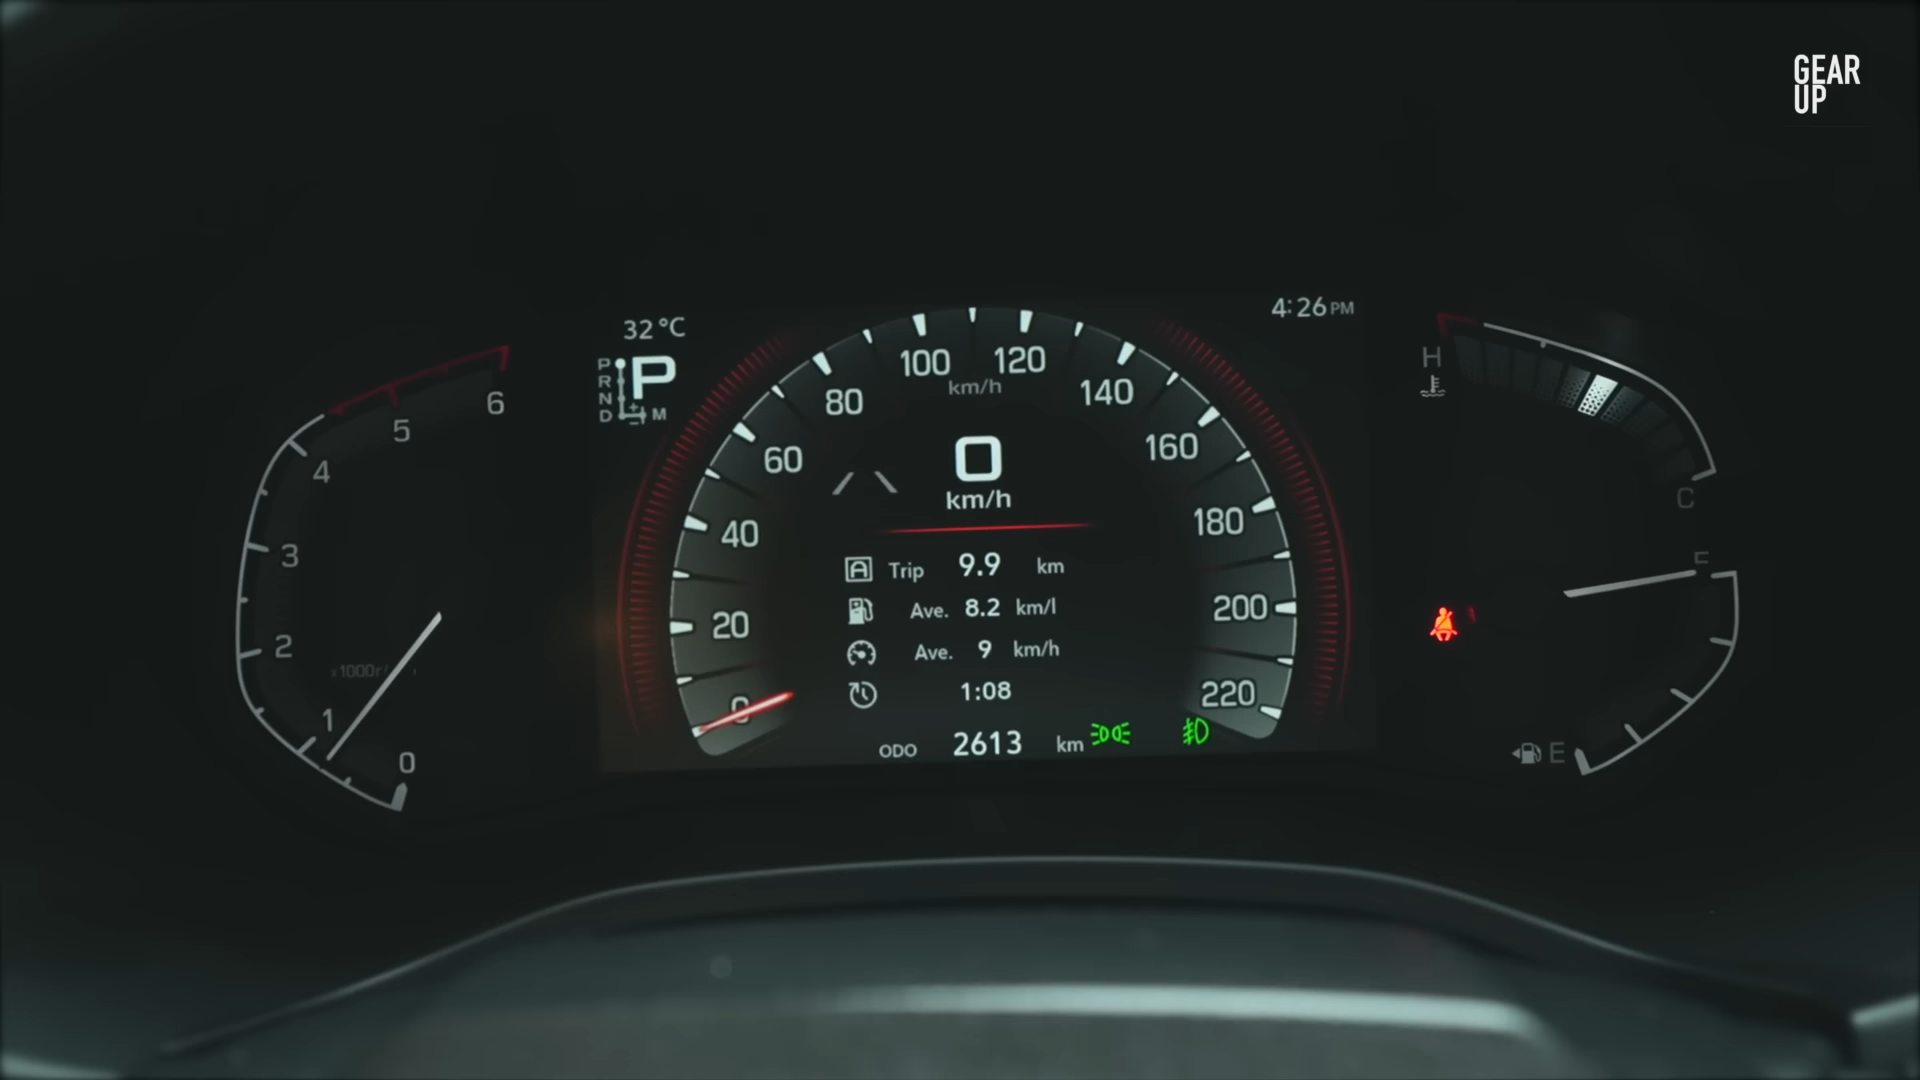 GEAR
UP
32 °C
4:26 PM
P
P
R
N
D
+
-
M
0
1
2
3
4
5
6
x1000r/
0
20
40
60
80
100
120
140
160
180
200
220
km/h
0
km/h
A Trip 9.9 km
Ave. 8.2 km/l
Ave. 9 km/h
1:08
ODO 2613 km
H
C
E